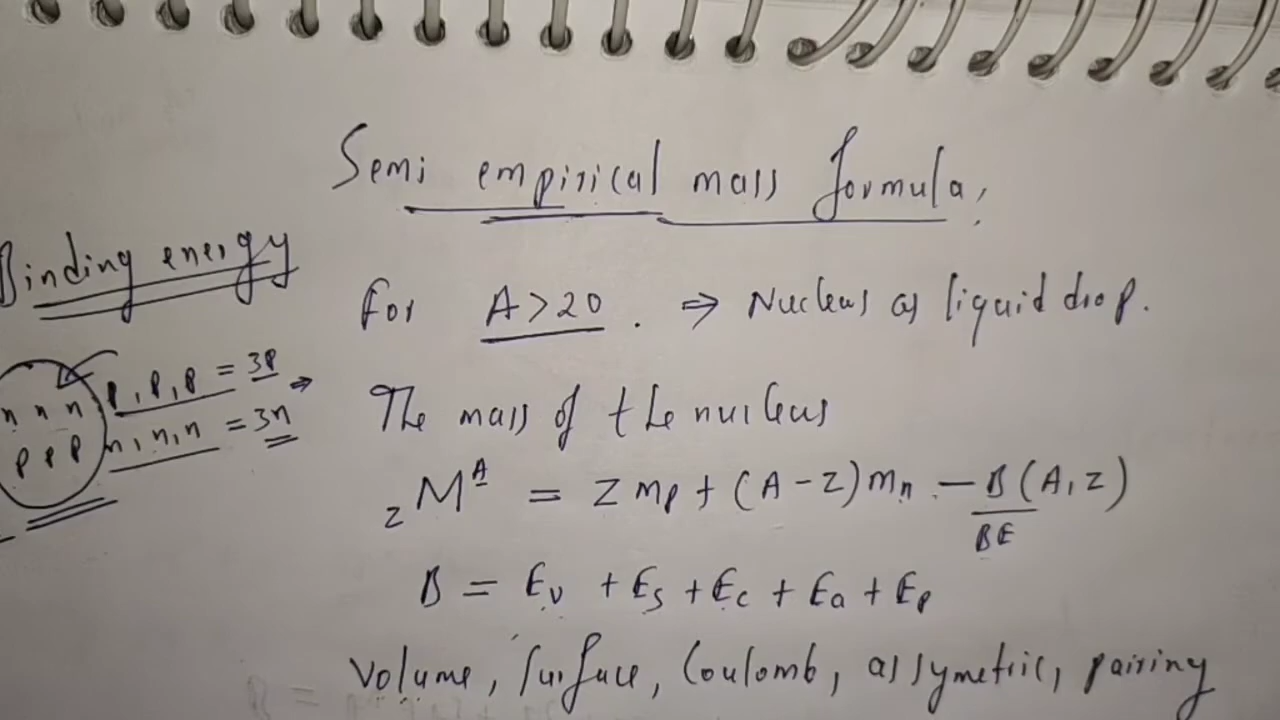 Semi empirical mass formula,
Binding energy
For A>20. ⇒ Nucleus as liquid drop.
p,p,p = 3p ⇒
n,n,n = 3n
n n n
p p p
The mass of the nucleus
zMᴬ = Zmp + (A-Z)mn - B(A,Z)
BE
B = Ev + Es + Ec + Ea + Ep
Volume, Surface, Coulomb, assymetric, pairing